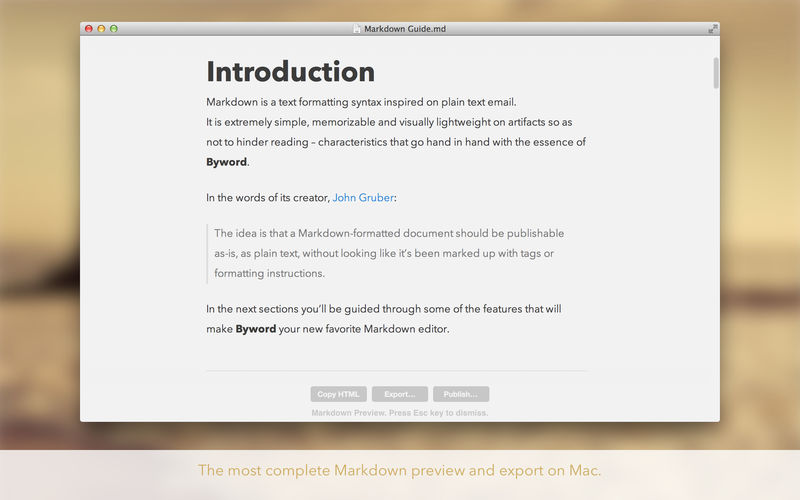 Markdown Guide.md
Introduction
Markdown is a text formatting syntax inspired on plain text email.
It is extremely simple, memorizable and visually lightweight on artifacts so as
not to hinder reading – characteristics that go hand in hand with the essence of
Byword.
In the words of its creator, John Gruber:
The idea is that a Markdown-formatted document should be publishable
as-is, as plain text, without looking like it’s been marked up with tags or
formatting instructions.
In the next sections you’ll be guided through some of the features that will
make Byword your new favorite Markdown editor.
Copy HTML Export... Publish...
Markdown Preview. Press Esc key to dismiss.
The most complete Markdown preview and export on Mac.